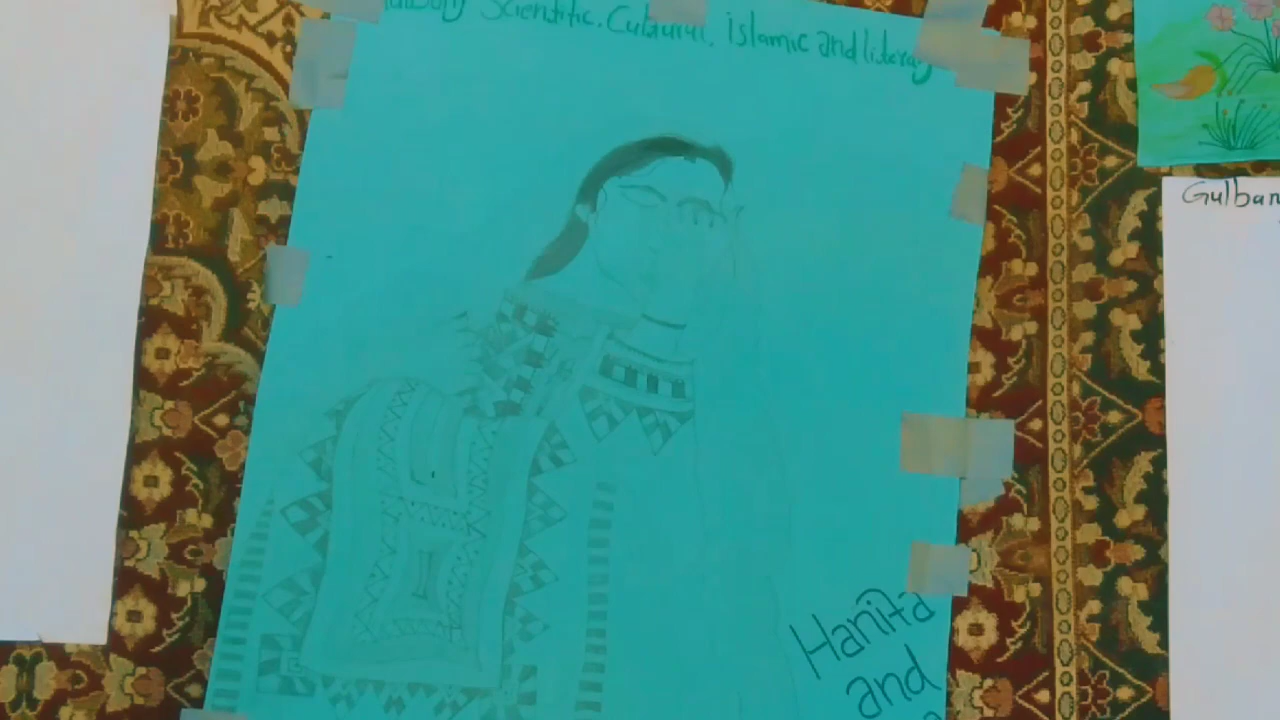 Scientific. Cultural. Islamic and literary
Gulban
Hanifa
and